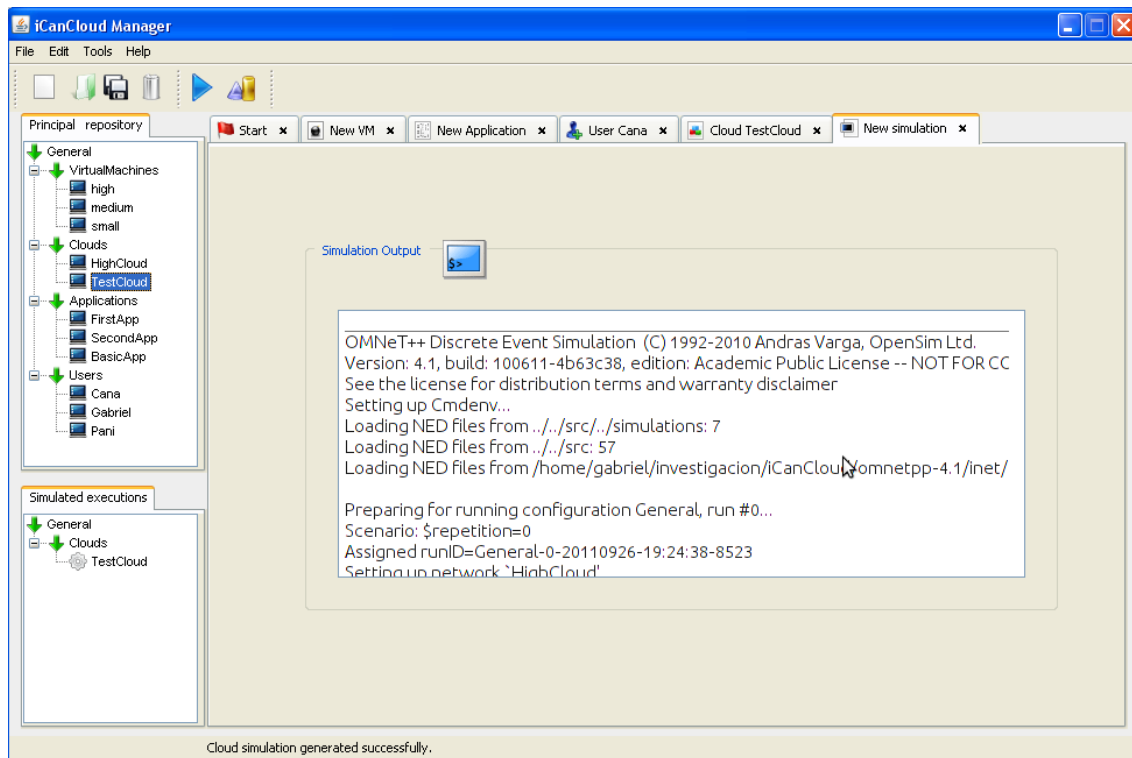 iCanCloud Manager
File Edit Tools Help
Principal repository
General
VirtualMachines
high
medium
small
Clouds
HighCloud
TestCloud
Applications
FirstApp
SecondApp
BasicApp
Users
Cana
Gabriel
Pani
Simulated executions
General
Clouds
TestCloud
Start New VM New Application User Cana Cloud TestCloud New simulation
Simulation Output
$>
OMNeT++ Discrete Event Simulation (C) 1992-2010 Andras Varga, OpenSim Ltd.
Version: 4.1, build: 100611-4b63c38, edition: Academic Public License -- NOT FOR CC
See the license for distribution terms and warranty disclaimer
Setting up Cmdenv...
Loading NED files from ../../src/../simulations: 7
Loading NED files from ../../src: 57
Loading NED files from /home/gabriel/investigacion/iCanCloud/omnetpp-4.1/inet/
Preparing for running configuration General, run #0...
Scenario: $repetition=0
Assigned runID=General-0-20110926-19:24:38-8523
Setting up network `HighCloud'
Cloud simulation generated successfully.